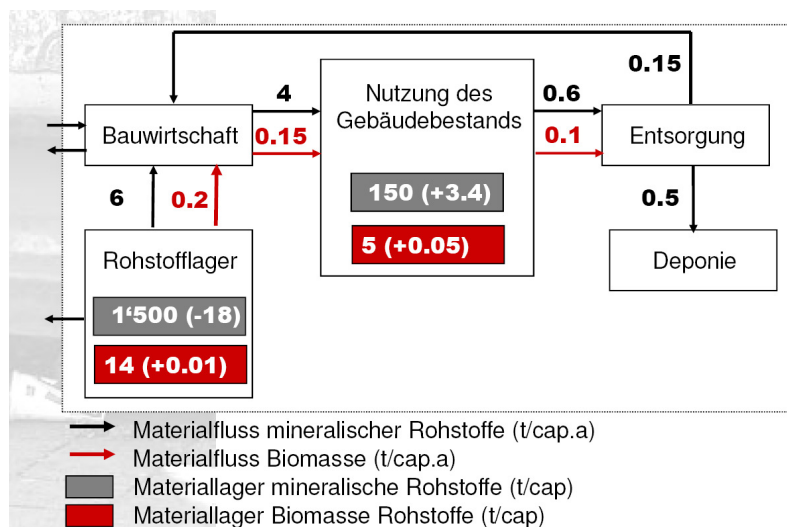 0.15
Bauwirtschaft
4
0.15
Nutzung des
Gebäudebestands
150 (+3.4)
5 (+0.05)
0.6
0.1
Entsorgung
6
0.2
0.5
Rohstofflager
1‘500 (-18)
14 (+0.01)
Deponie
Materialfluss mineralischer Rohstoffe (t/cap.a)
Materialfluss Biomasse (t/cap.a)
Materiallager mineralische Rohstoffe (t/cap)
Materiallager Biomasse Rohstoffe (t/cap)